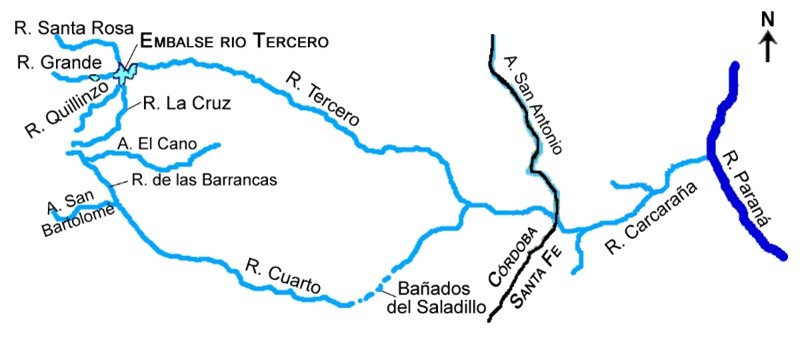 R. Santa Rosa
EMBALSE RIO TERCERO
N
R. Grande
R. Quillinzo
R. La Cruz
R. Tercero
A. San Antonio
A. El Cano
R. de las Barrancas
A. San
Bartolome
R. Paraná
R. Carcaraña
CÓRDOBA
SANTA FE
R. Cuarto
Bañados
del Saladillo